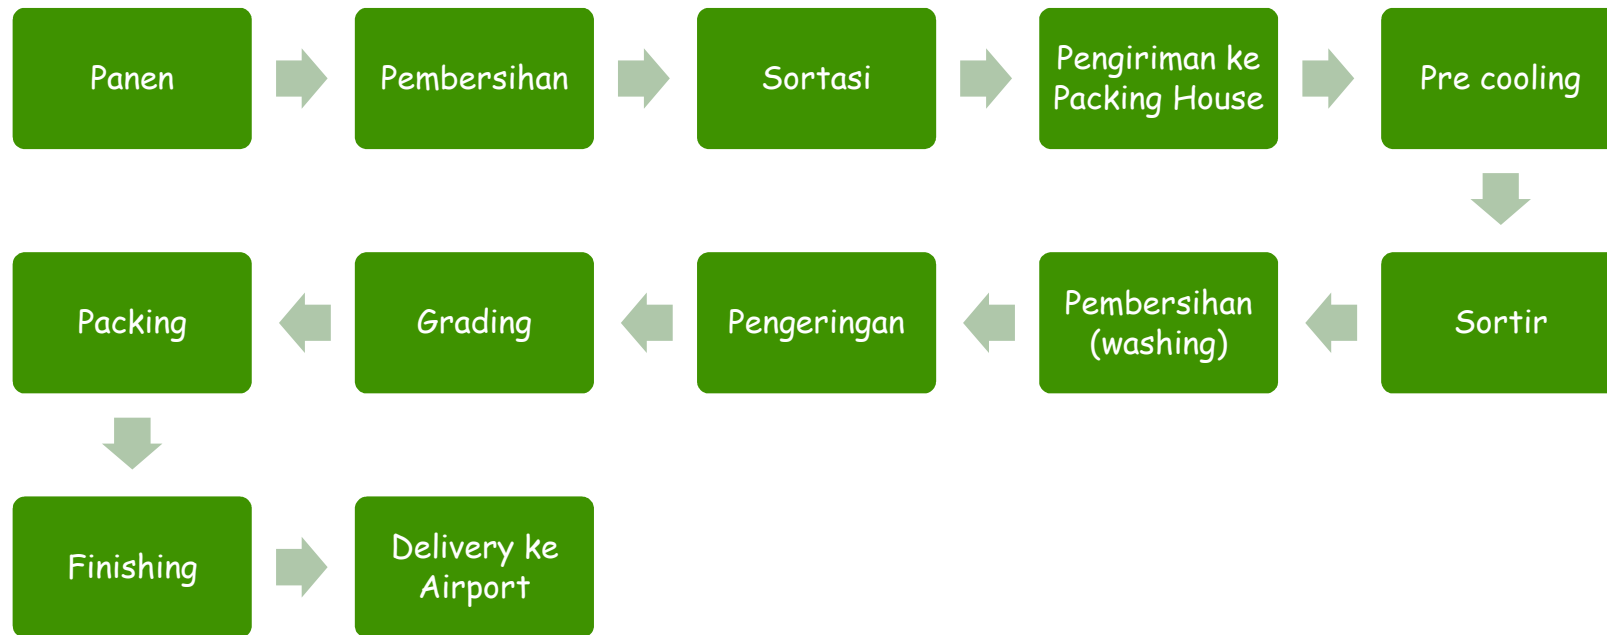 Panen
Pembersihan
Sortasi
Pengiriman ke
Packing House
Pre cooling
Sortir
Pembersihan
(washing)
Pengeringan
Grading
Packing
Finishing
Delivery ke
Airport